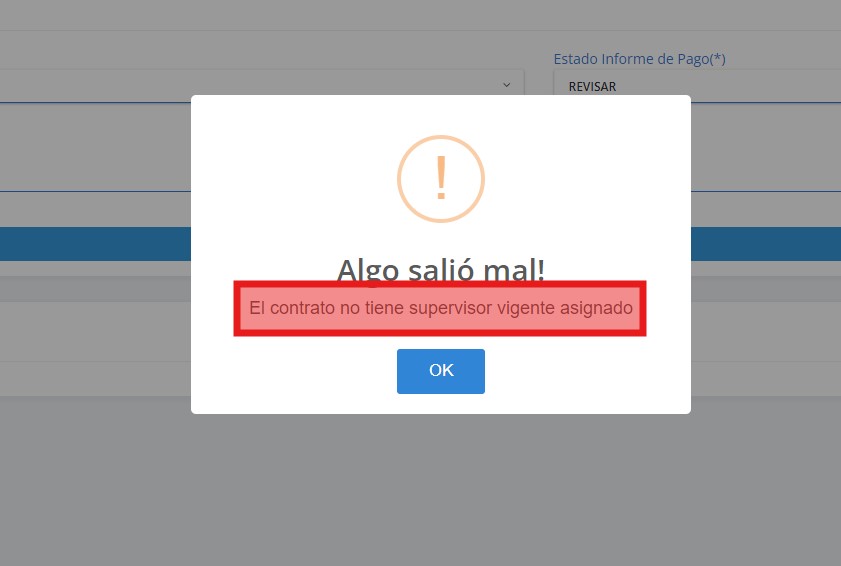 Estado Informe de Pago(*)
REVISAR
!
Algo salió mal!
El contrato no tiene supervisor vigente asignado
OK